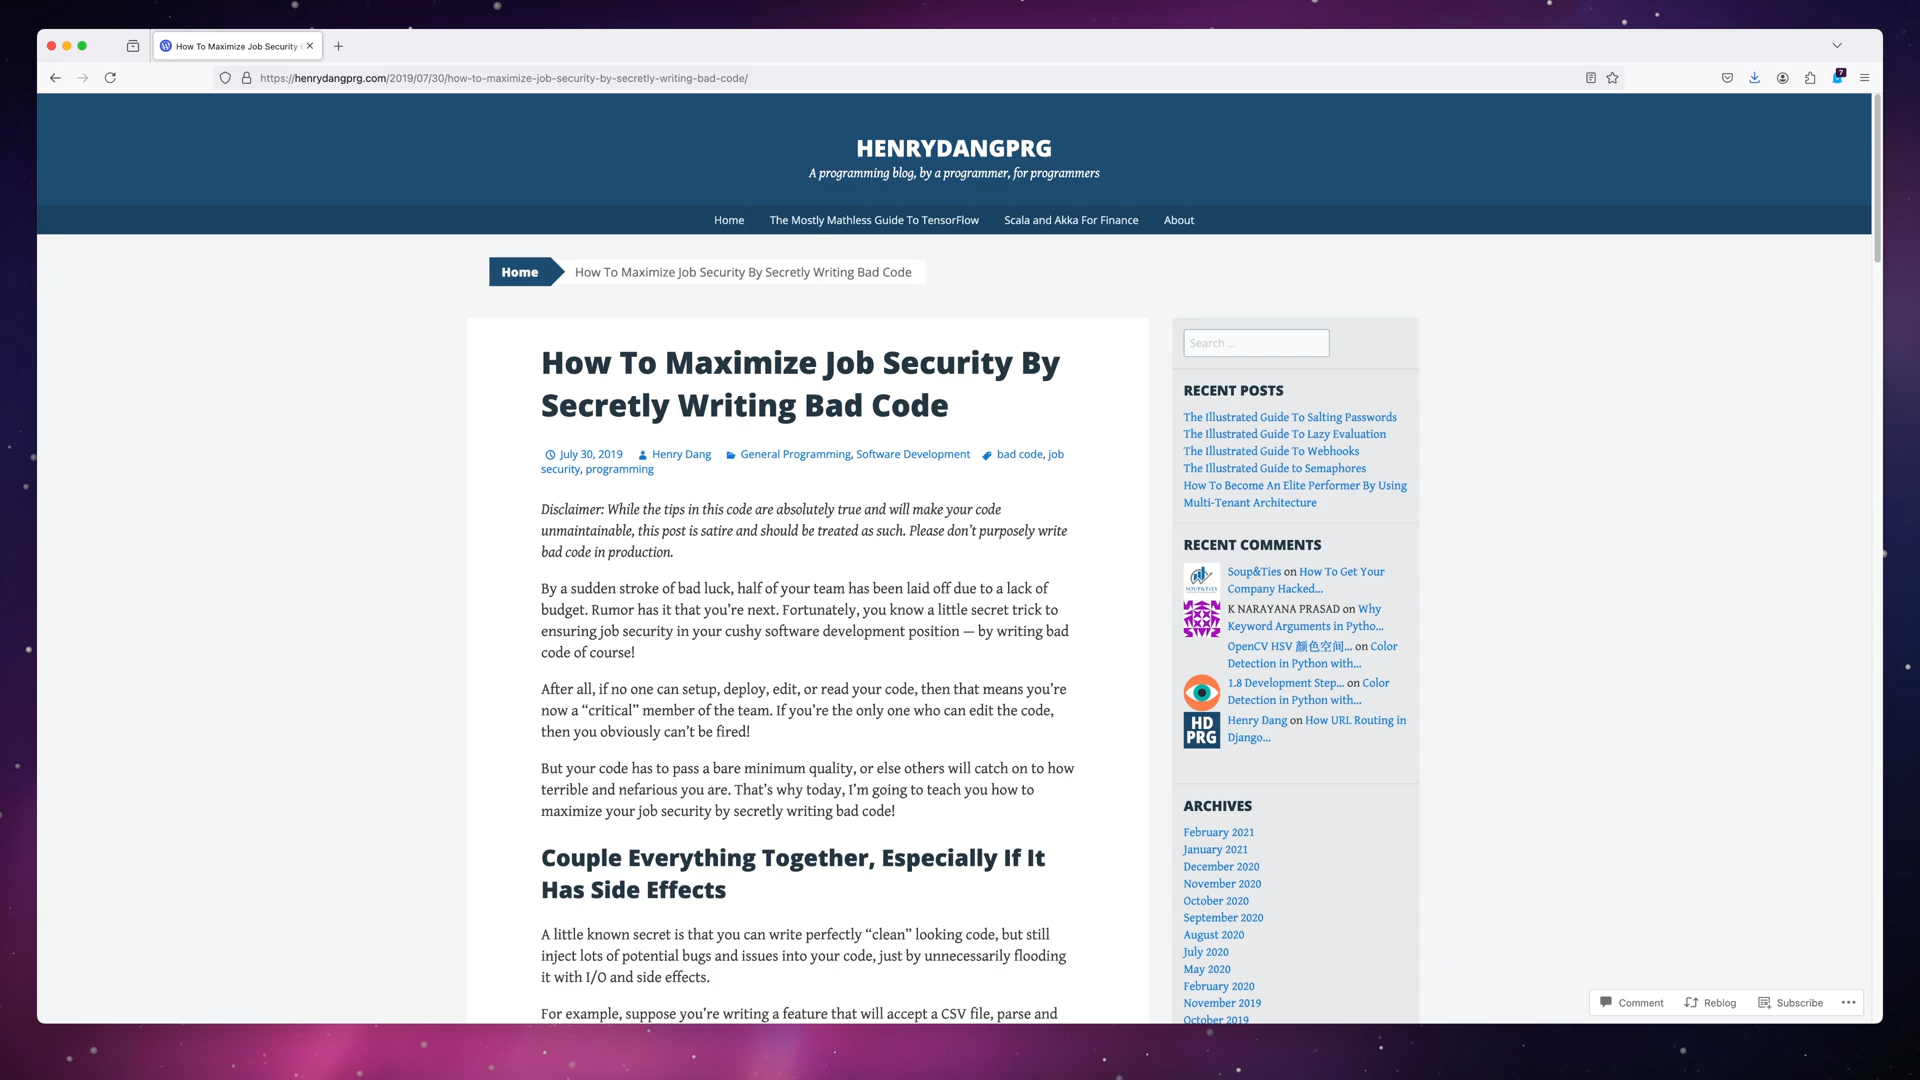 How To Maximize Job Security
https://henrydangprg.com/2019/07/30/how-to-maximize-job-security-by-secretly-writing-bad-code/
7
HENRYDANGPRG
A programming blog, by a programmer, for programmers
Home The Mostly Mathless Guide To TensorFlow Scala and Akka For Finance About
Home How To Maximize Job Security By Secretly Writing Bad Code
How To Maximize Job Security By
Secretly Writing Bad Code
July 30, 2019 Henry Dang General Programming, Software Development bad code, job
security, programming
Disclaimer: While the tips in this code are absolutely true and will make your code
unmaintainable, this post is satire and should be treated as such. Please don’t purposely write
bad code in production.
By a sudden stroke of bad luck, half of your team has been laid off due to a lack of
budget. Rumor has it that you’re next. Fortunately, you know a little secret trick to
ensuring job security in your cushy software development position — by writing bad
code of course!
After all, if no one can setup, deploy, edit, or read your code, then that means you’re
now a “critical” member of the team. If you’re the only one who can edit the code,
then you obviously can’t be fired!
But your code has to pass a bare minimum quality, or else others will catch on to how
terrible and nefarious you are. That’s why today, I’m going to teach you how to
maximize your job security by secretly writing bad code!
Couple Everything Together, Especially If It
Has Side Effects
A little known secret is that you can write perfectly “clean” looking code, but still
inject lots of potential bugs and issues into your code, just by unnecessarily flooding
it with I/O and side effects.
For example, suppose you’re writing a feature that will accept a CSV file, parse and
Search ...
RECENT POSTS
The Illustrated Guide To Salting Passwords
The Illustrated Guide To Lazy Evaluation
The Illustrated Guide To Webhooks
The Illustrated Guide to Semaphores
How To Become An Elite Performer By Using
Multi-Tenant Architecture
RECENT COMMENTS
SOUP&TIES
Soup&Ties on How To Get Your
Company Hacked…
K NARAYANA PRASAD on Why
Keyword Arguments in Pytho…
OpenCV HSV 颜色空间… on Color
Detection in Python with…
1.8 Development Step… on Color
Detection in Python with…
HD
PRG
Henry Dang on How URL Routing in
Django…
ARCHIVES
February 2021
January 2021
December 2020
November 2020
October 2020
September 2020
August 2020
July 2020
May 2020
February 2020
November 2019
October 2019
Comment Reblog Subscribe